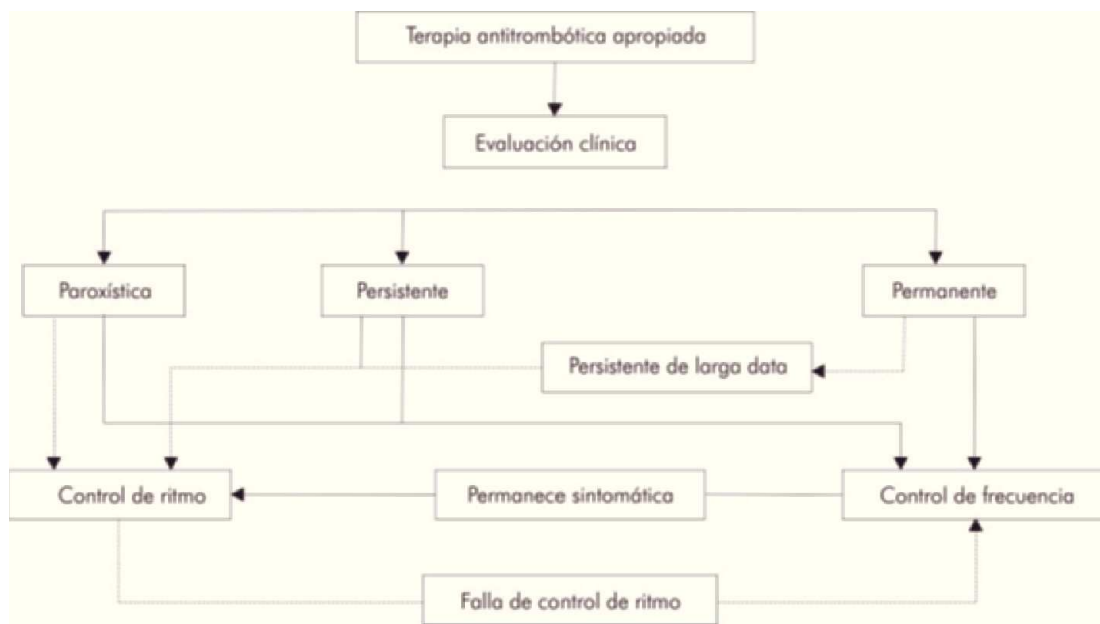 Terapia antitrombótica apropiada
Evaluación clínica
Paroxística
Persistente
Permanente
Persistente de larga data
Control de ritmo
Permanece sintomática
Control de frecuencia
Falla de control de ritmo